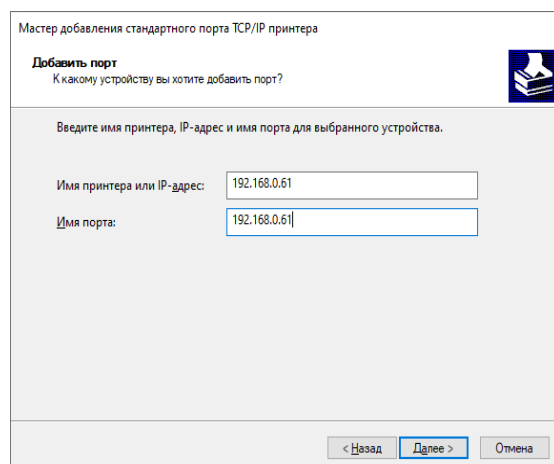 Мастер добавления стандартного порта TCP/IP принтера
Добавить порт
К какому устройству вы хотите добавить порт?
Введите имя принтера, IP-адрес и имя порта для выбранного устройства.
Имя принтера или IP-адрес: 192.168.0.61
Имя порта: 192.168.0.61
< Назад Далее > Отмена